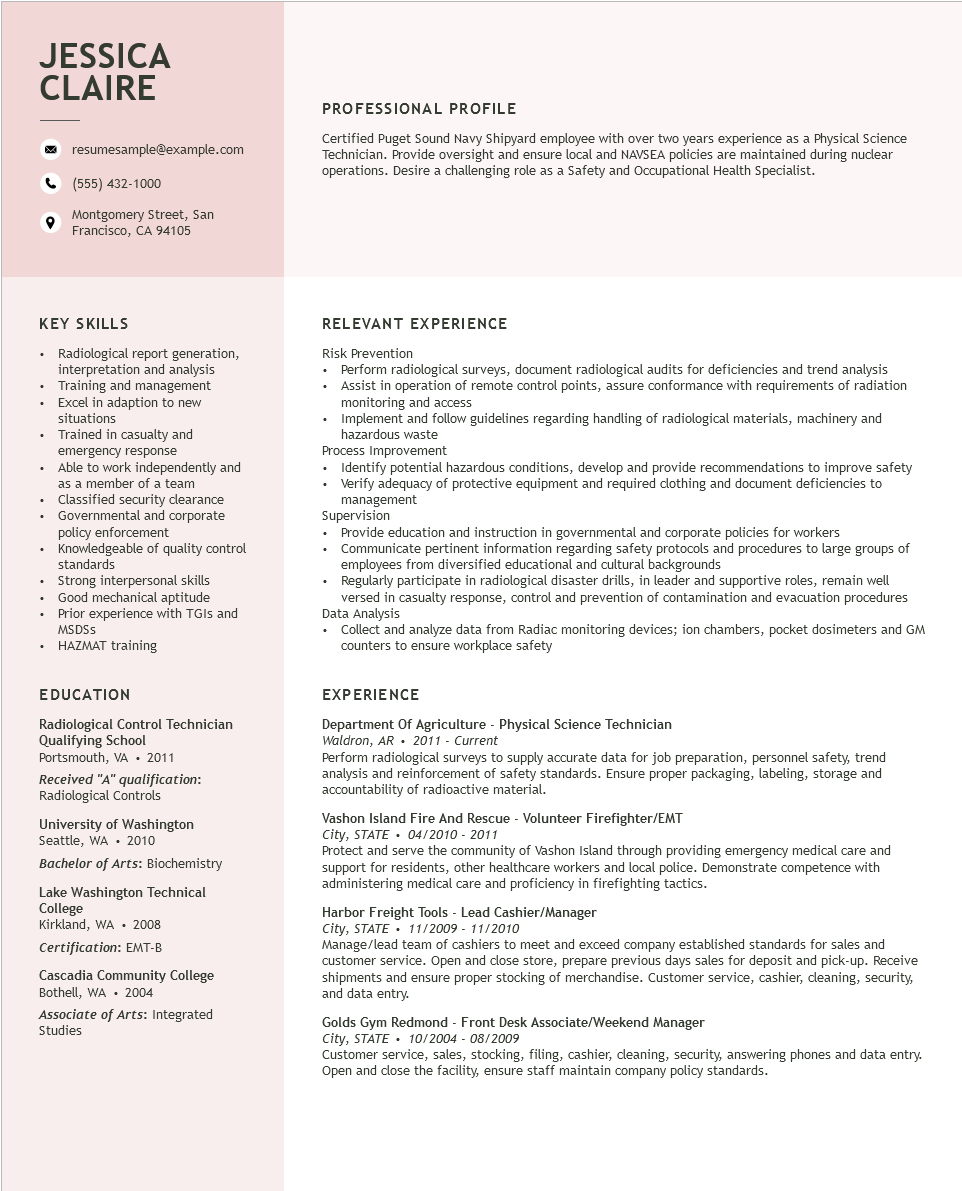 JESSICA
CLAIRE
resumesample@example.com
(555) 432-1000
Montgomery Street, San
Francisco, CA 94105
PROFESSIONAL PROFILE
Certified Puget Sound Navy Shipyard employee with over two years experience as a Physical Science
Technician. Provide oversight and ensure local and NAVSEA policies are maintained during nuclear
operations. Desire a challenging role as a Safety and Occupational Health Specialist.
KEY SKILLS
• Radiological report generation,
interpretation and analysis
• Training and management
• Excel in adaption to new
situations
• Trained in casualty and
emergency response
• Able to work independently and
as a member of a team
• Classified security clearance
• Governmental and corporate
policy enforcement
• Knowledgeable of quality control
standards
• Strong interpersonal skills
• Good mechanical aptitude
• Prior experience with TGIs and
MSDSs
• HAZMAT training
EDUCATION
Radiological Control Technician
Qualifying School
Portsmouth, VA • 2011
Received "A" qualification:
Radiological Controls
University of Washington
Seattle, WA • 2010
Bachelor of Arts: Biochemistry
Lake Washington Technical
College
Kirkland, WA • 2008
Certification: EMT-B
Cascadia Community College
Bothell, WA • 2004
Associate of Arts: Integrated
Studies
RELEVANT EXPERIENCE
Risk Prevention
• Perform radiological surveys, document radiological audits for deficiencies and trend analysis
• Assist in operation of remote control points, assure conformance with requirements of radiation
monitoring and access
• Implement and follow guidelines regarding handling of radiological materials, machinery and
hazardous waste
Process Improvement
• Identify potential hazardous conditions, develop and provide recommendations to improve safety
• Verify adequacy of protective equipment and required clothing and document deficiencies to
management
Supervision
• Provide education and instruction in governmental and corporate policies for workers
• Communicate pertinent information regarding safety protocols and procedures to large groups of
employees from diversified educational and cultural backgrounds
• Regularly participate in radiological disaster drills, in leader and supportive roles, remain well
versed in casualty response, control and prevention of contamination and evacuation procedures
Data Analysis
• Collect and analyze data from Radiac monitoring devices; ion chambers, pocket dosimeters and GM
counters to ensure workplace safety
EXPERIENCE
Department Of Agriculture - Physical Science Technician
Waldron, AR • 2011 - Current
Perform radiological surveys to supply accurate data for job preparation, personnel safety, trend
analysis and reinforcement of safety standards. Ensure proper packaging, labeling, storage and
accountability of radioactive material.
Vashon Island Fire And Rescue - Volunteer Firefighter/EMT
City, STATE • 04/2010 - 2011
Protect and serve the community of Vashon Island through providing emergency medical care and
support for residents, other healthcare workers and local police. Demonstrate competence with
administering medical care and proficiency in firefighting tactics.
Harbor Freight Tools - Lead Cashier/Manager
City, STATE • 11/2009 - 11/2010
Manage/lead team of cashiers to meet and exceed company established standards for sales and
customer service. Open and close store, prepare previous days sales for deposit and pick-up. Receive
shipments and ensure proper stocking of merchandise. Customer service, cashier, cleaning, security,
and data entry.
Golds Gym Redmond - Front Desk Associate/Weekend Manager
City, STATE • 10/2004 - 08/2009
Customer service, sales, stocking, filing, cashier, cleaning, security, answering phones and data entry.
Open and close the facility, ensure staff maintain company policy standards.